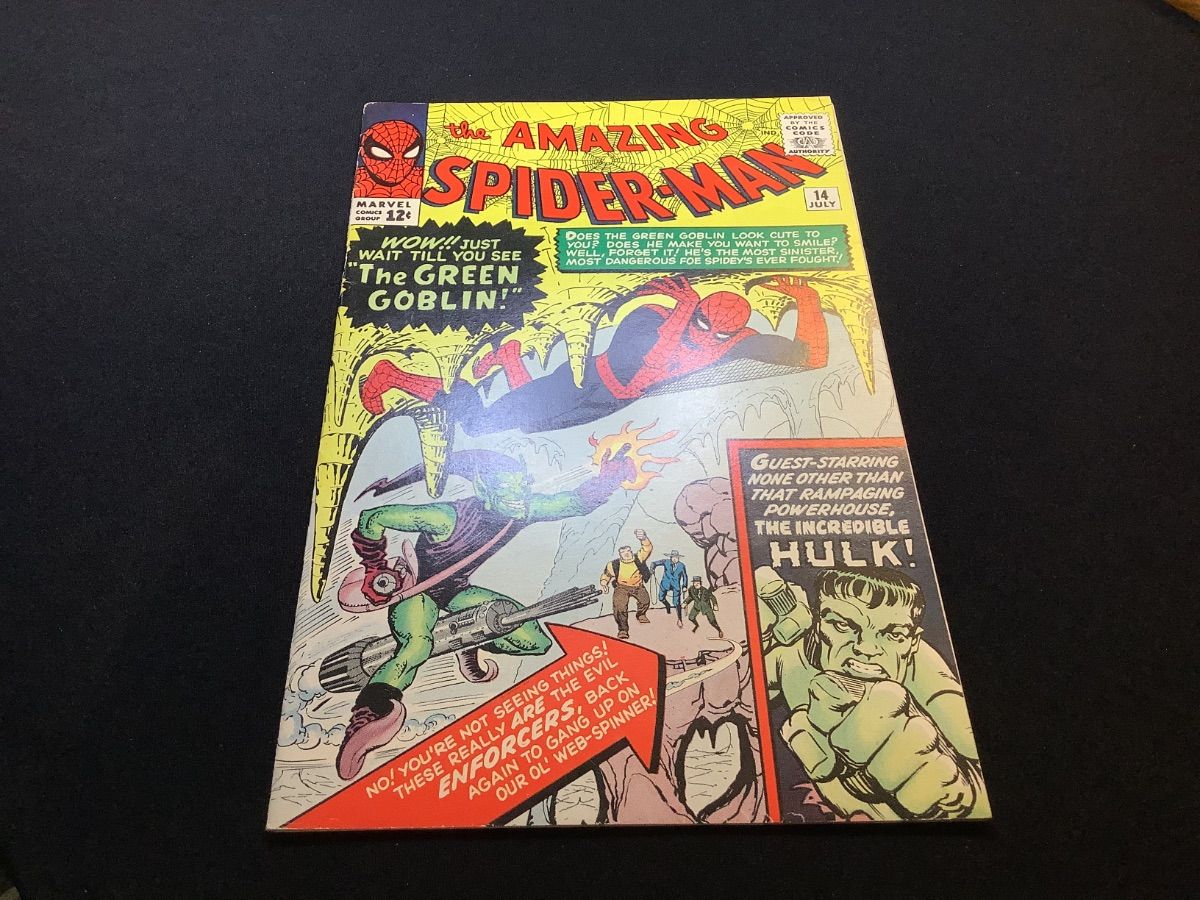 the AMAZING
SPIDER-MAN
IND.
APPROVED
BY THE
COMICS
CODE
CA
AUTHORITY
MARVEL
COMICS
GROUP 12¢
14
JULY
WOW!! JUST
WAIT TILL YOU SEE
"The GREEN
GOBLIN!"
DOES THE GREEN GOBLIN LOOK CUTE TO
YOU? DOES HE MAKE YOU WANT TO SMILE?
WELL, FORGET IT! HE'S THE MOST SINISTER,
MOST DANGEROUS FOE SPIDEY'S EVER FOUGHT!
GUEST-STARRING
NONE OTHER THAN
THAT RAMPAGING
POWERHOUSE,
THE INCREDIBLE
HULK!
NO! YOU'RE NOT SEEING THINGS!
THESE REALLY ARE THE EVIL
ENFORCERS, BACK
AGAIN TO GANG UP ON
OUR OL' WEB-SPINNER!